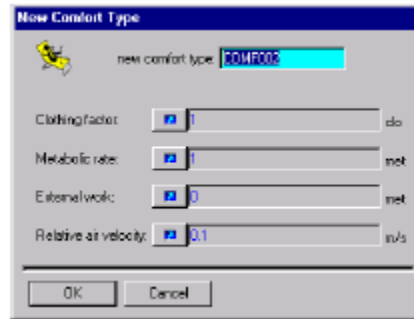 New Comfort Type
new comfort type: COMF002
Clothing factor: 1 clo
Metabolic rate: 1 met
External work: 0 met
Relative air velocity: 0.1 m/s
OK Cancel